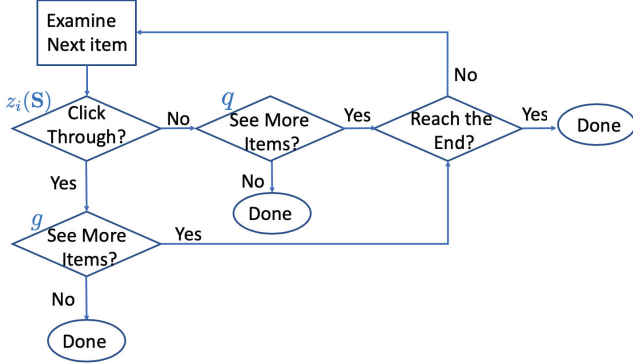 Examine
Next item
z_i(S)
Click
Through?
No
q
See More
Items?
Yes
Reach the
End?
No
Yes
Done
No
Done
Yes
g
See More
Items?
Yes
No
Done